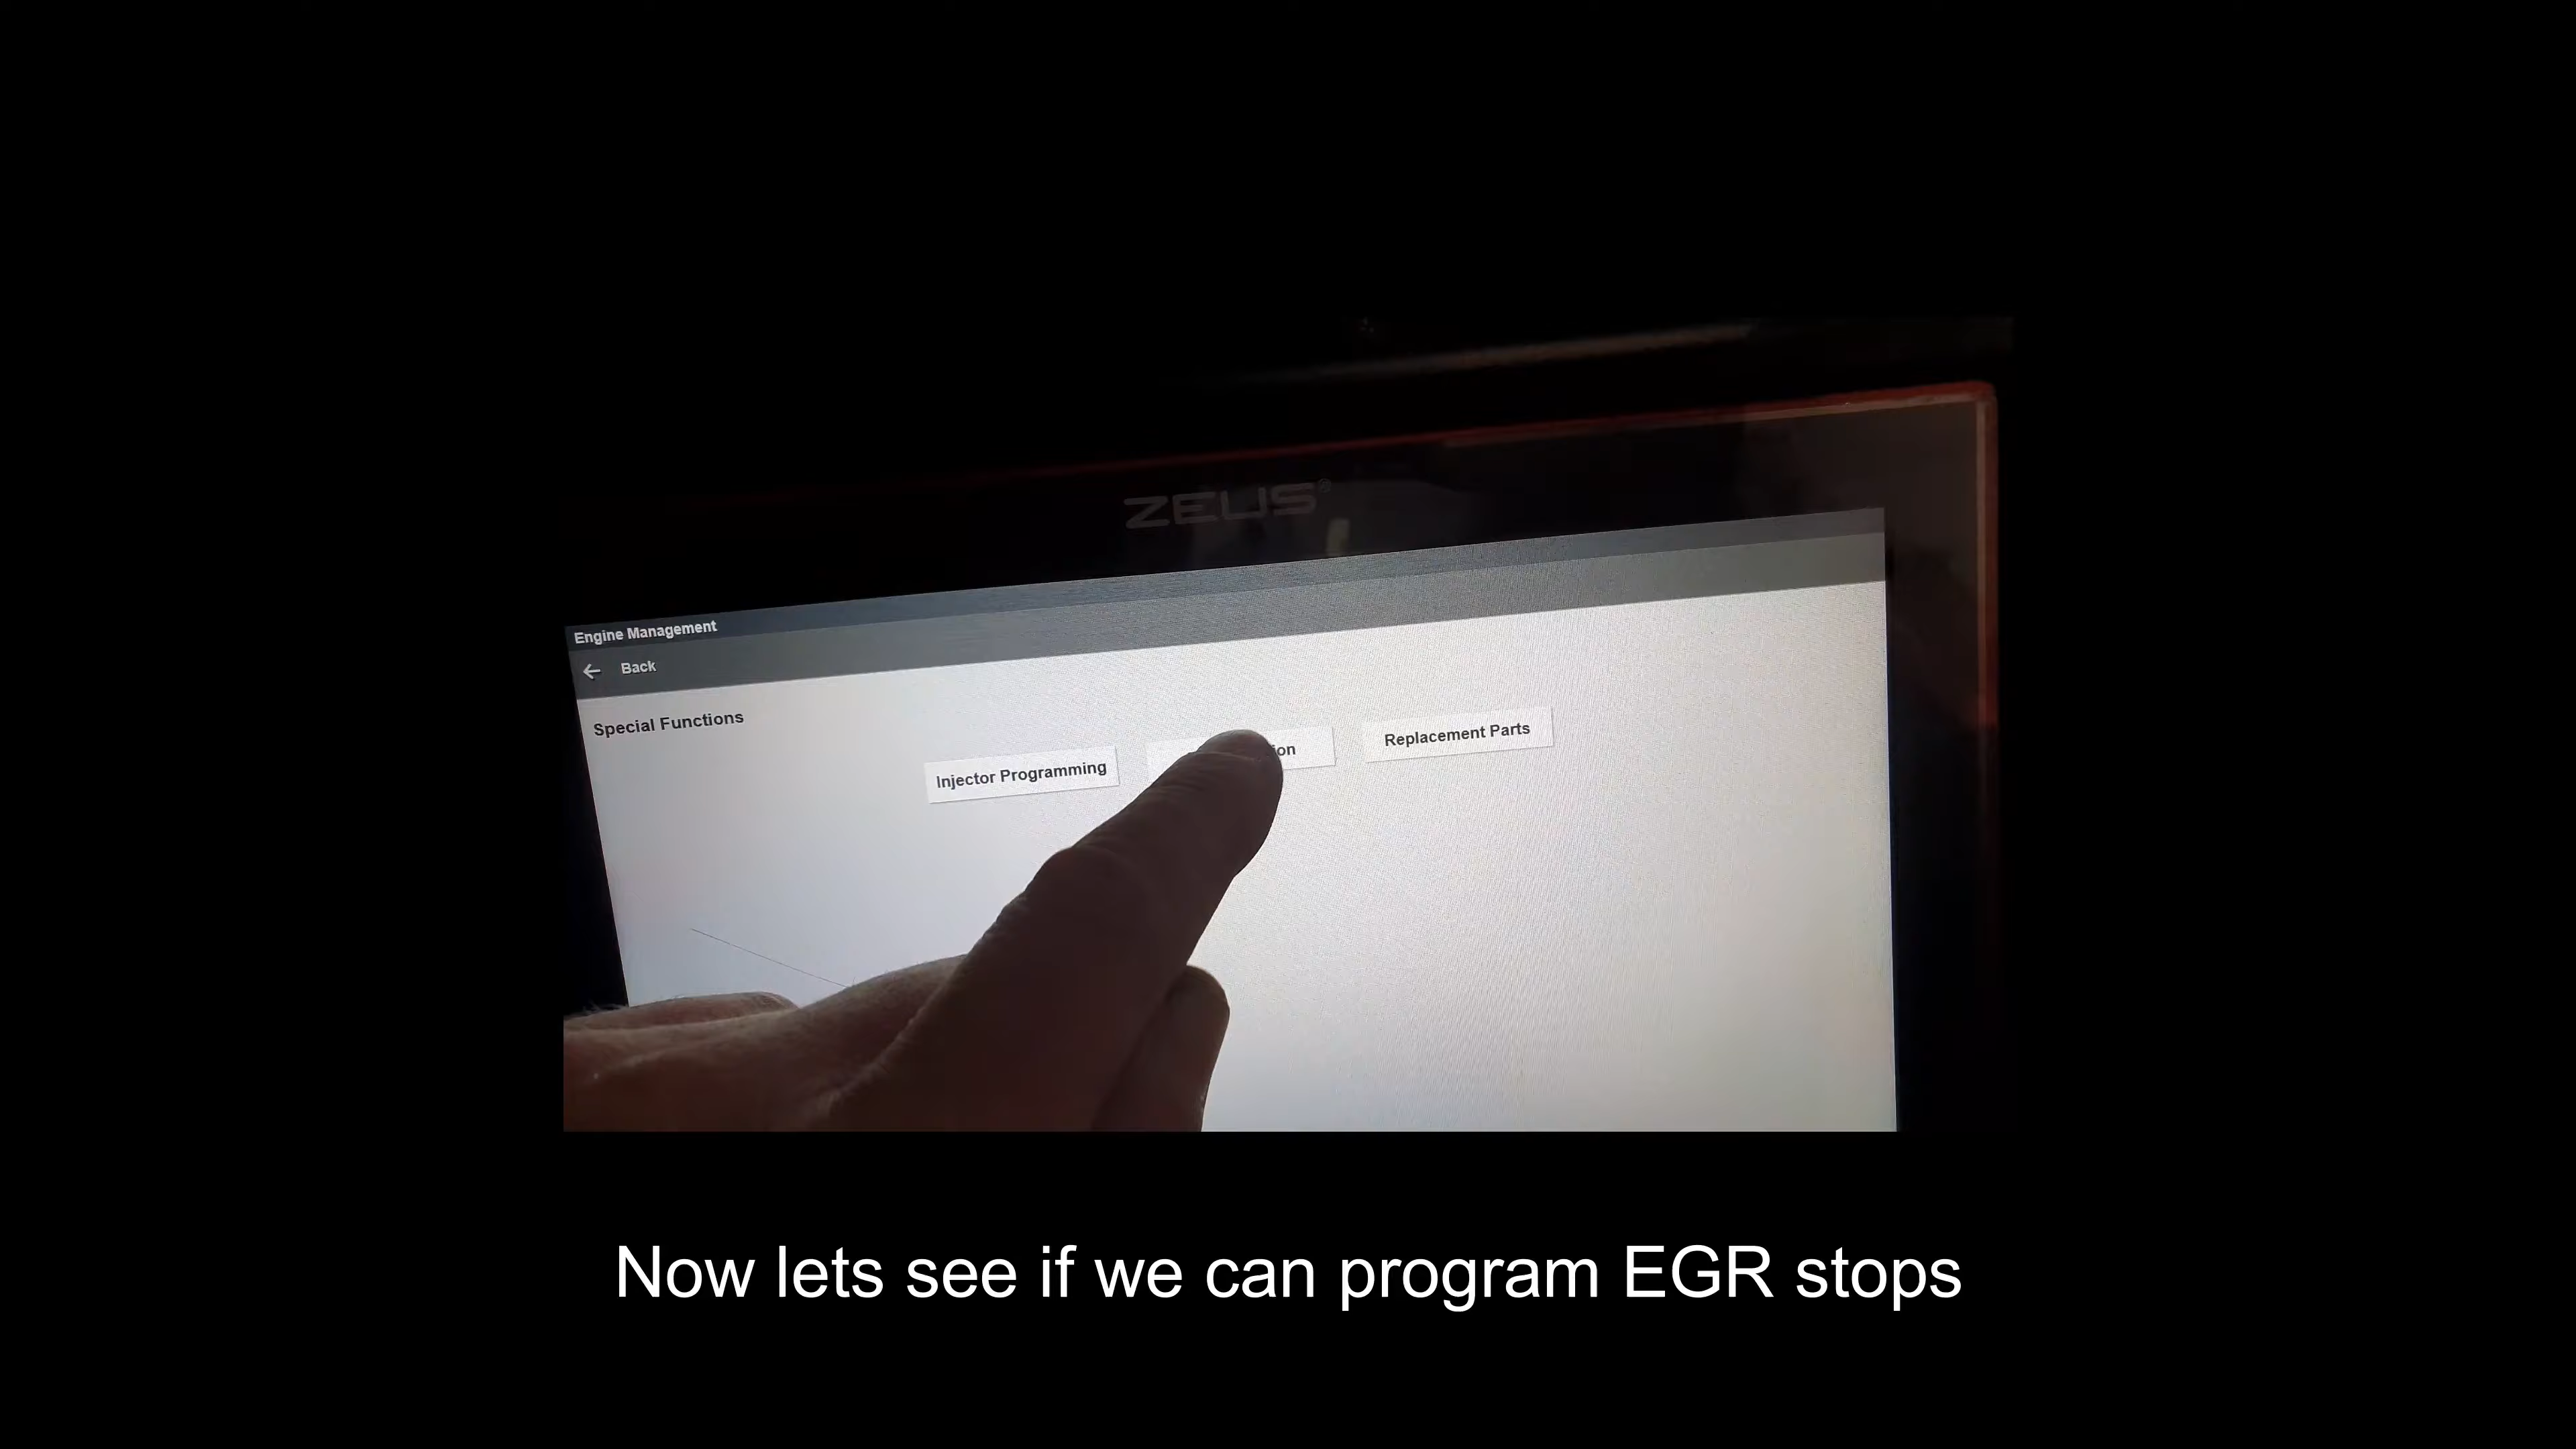 ZEUS®
Engine Management
← Back
Special Functions
Injector Programming
Replacement Parts
Now lets see if we can program EGR stops